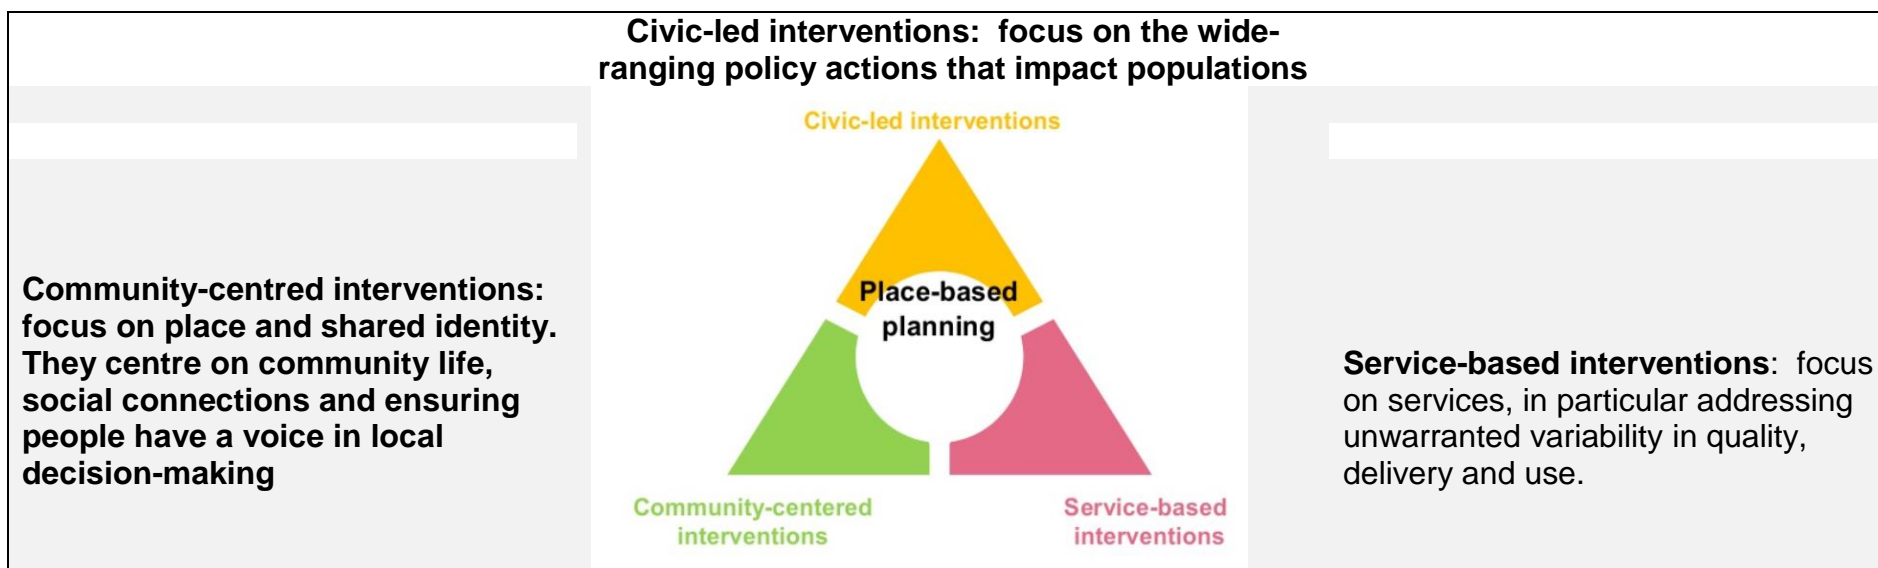 Civic-led interventions:  focus on the wide-
ranging policy actions that impact populations
Civic-led interventions
Place-based
planning
Community-centered
interventions
Service-based
interventions
Community-centred interventions:
focus on place and shared identity.
They centre on community life,
social connections and ensuring
people have a voice in local
decision-making
Service-based interventions:  focus
on services, in particular addressing
unwarranted variability in quality,
delivery and use.